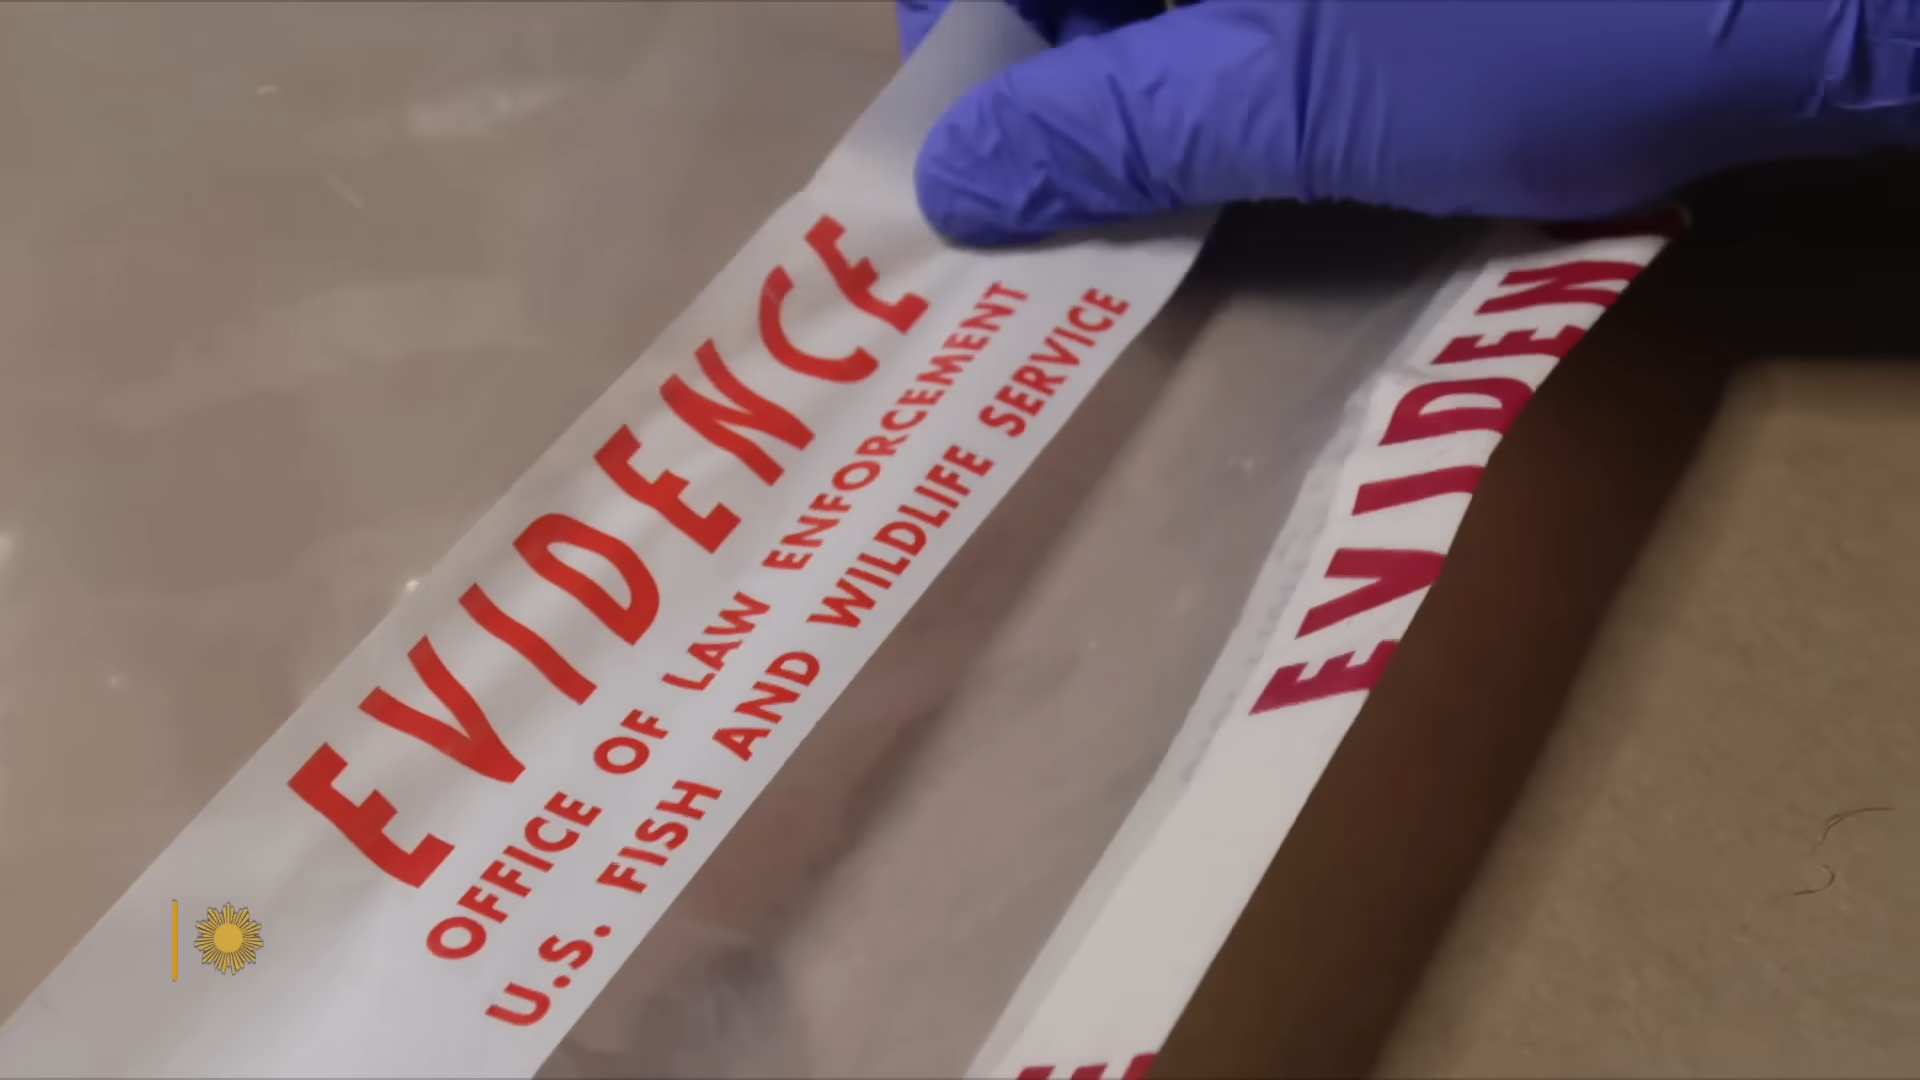 EVIDENCE
OFFICE OF LAW ENFORCEMENT
U.S. FISH AND WILDLIFE SERVICE
EVIDEN
E